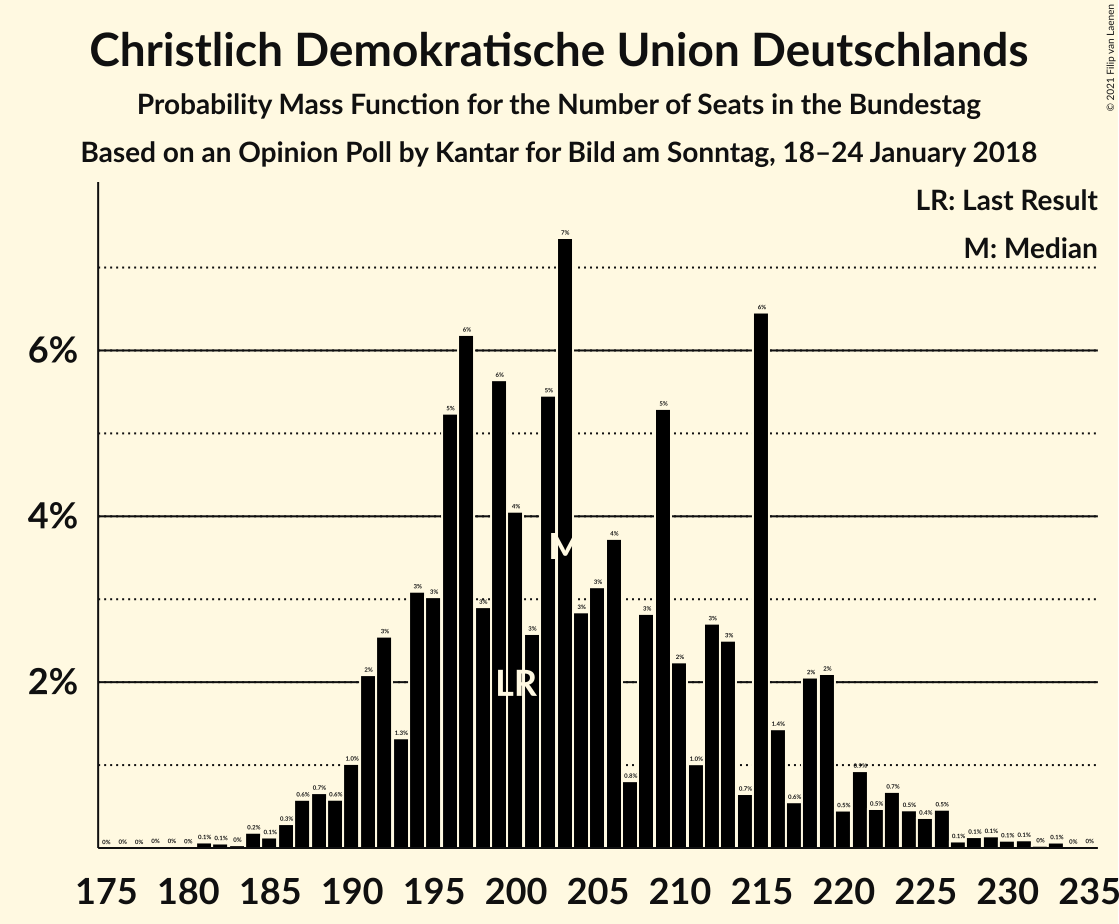 Christlich Demokratische Union Deutschlands
Probability Mass Function for the Number of Seats in the Bundestag
Based on an Opinion Poll by Kantar for Bild am Sonntag, 18–24 January 2018
© 2021 Filip van Laenen
LR: Last Result
M: Median
6%
4%
2%
0% 0% 0% 0% 0% 0% 0.1% 0.1% 0% 0.2% 0.1% 0.3% 0.6% 0.7% 0.6% 1.0% 2% 3% 1.3% 3% 3% 5% 6% 3% 6% 4% 3% 5% 7% 3% 3% 4% 0.8% 3% 5% 2% 1.0% 3% 3% 0.7% 6% 1.4% 0.6% 2% 2% 0.5% 0.9% 0.5% 0.7% 0.5% 0.4% 0.5% 0.1% 0.1% 0.1% 0.1% 0.1% 0% 0.1% 0% 0%
M
LR
175 180 185 190 195 200 205 210 215 220 225 230 235